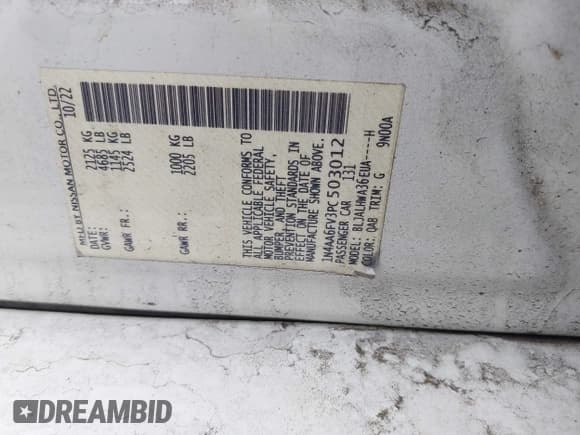 MFD BY NISSAN MOTOR CO., LTD.
DATE: 10/22
GVWR: 2125 KG
4685 LB
GAWR FR: 1145 KG
2524 LB
GAWR RR: 1000 KG
2205 LB
THIS VEHICLE CONFORMS TO
ALL APPLICABLE FEDERAL
MOTOR VEHICLE SAFETY,
BUMPER, AND THEFT
PREVENTION STANDARDS IN
EFFECT ON THE DATE OF
MANUFACTURE SHOWN ABOVE.
1N4AA6FV3PC503012
PASSENGER CAR 131
MODEL: BLJALHWA36EUA-----H
COLOR: QAB TRIM: G 9N00A
DREAMBID